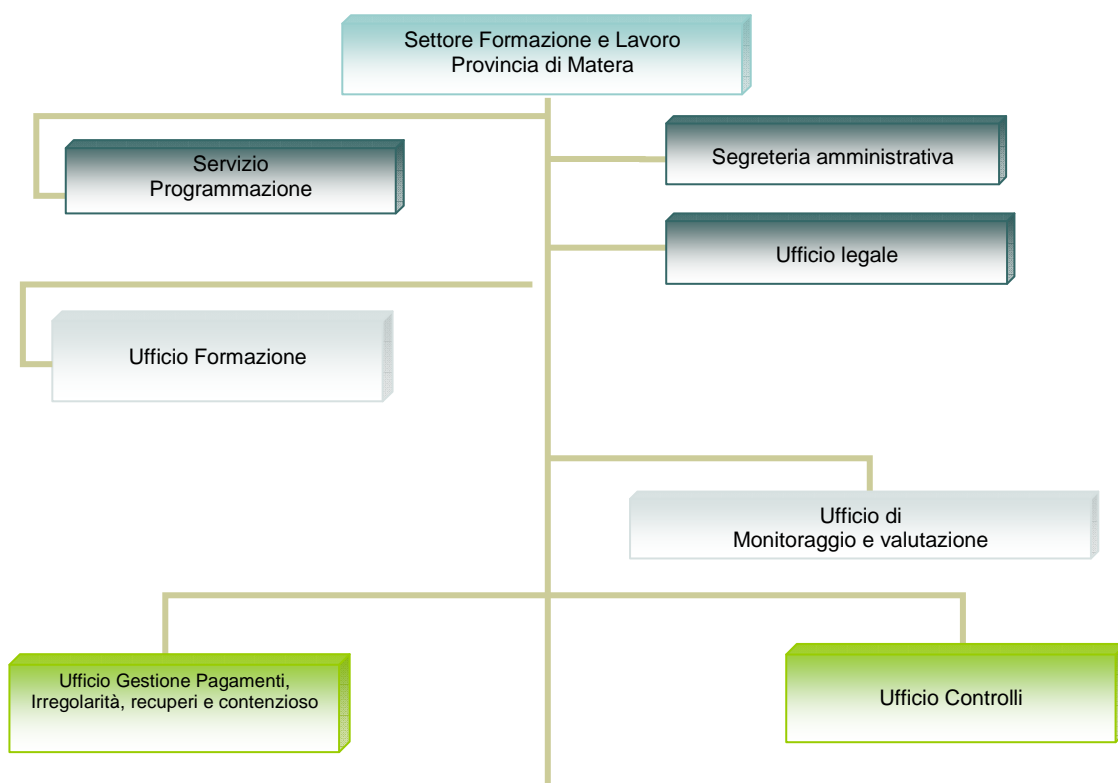 Settore Formazione e Lavoro
Provincia di Matera
Servizio
Programmazione
Segreteria amministrativa
Ufficio legale
Ufficio Formazione
Ufficio di
Monitoraggio e valutazione
Ufficio Gestione Pagamenti,
Irregolarità, recuperi e contenzioso
Ufficio Controlli